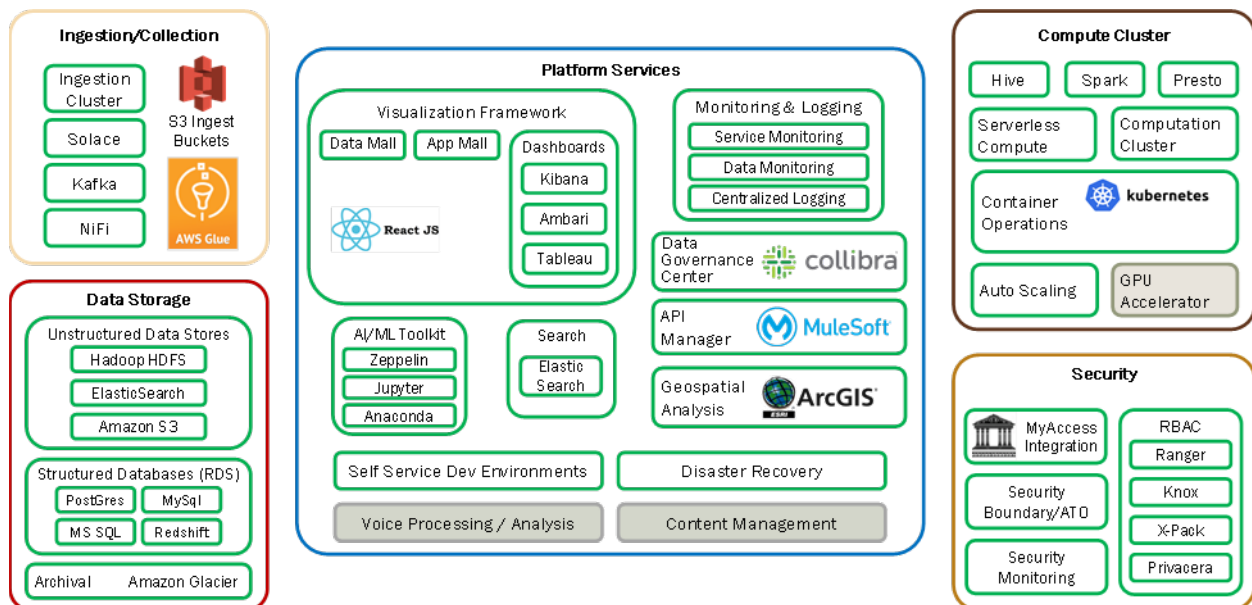 Ingestion/Collection
Ingestion
Cluster
Solace
Kafka
NiFi
S3 Ingest
Buckets
AWS Glue
Data Storage
Unstructured Data Stores
Hadoop HDFS
ElasticSearch
Amazon S3
Structured Databases (RDS)
PostGres
MySql
MS SQL
Redshift
Archival
Amazon Glacier
Platform Services
Visualization Framework
Data Mall
App Mall
React JS
Dashboards
Kibana
Ambari
Tableau
Monitoring & Logging
Service Monitoring
Data Monitoring
Centralized Logging
Data
Governance
Center
collibra
API
Manager
MuleSoft
Geospatial
Analysis
esri
ArcGIS
AI/ML Toolkit
Zeppelin
Jupyter
Anaconda
Search
Elastic
Search
Self Service Dev Environments
Disaster Recovery
Voice Processing / Analysis
Content Management
Compute Cluster
Hive
Spark
Presto
Serverless
Compute
Computation
Cluster
Container
Operations
kubernetes
Auto Scaling
GPU
Accelerator
Security
MyAccess
Integration
Security
Boundary/ATO
Security
Monitoring
RBAC
Ranger
Knox
X-Pack
Privacera